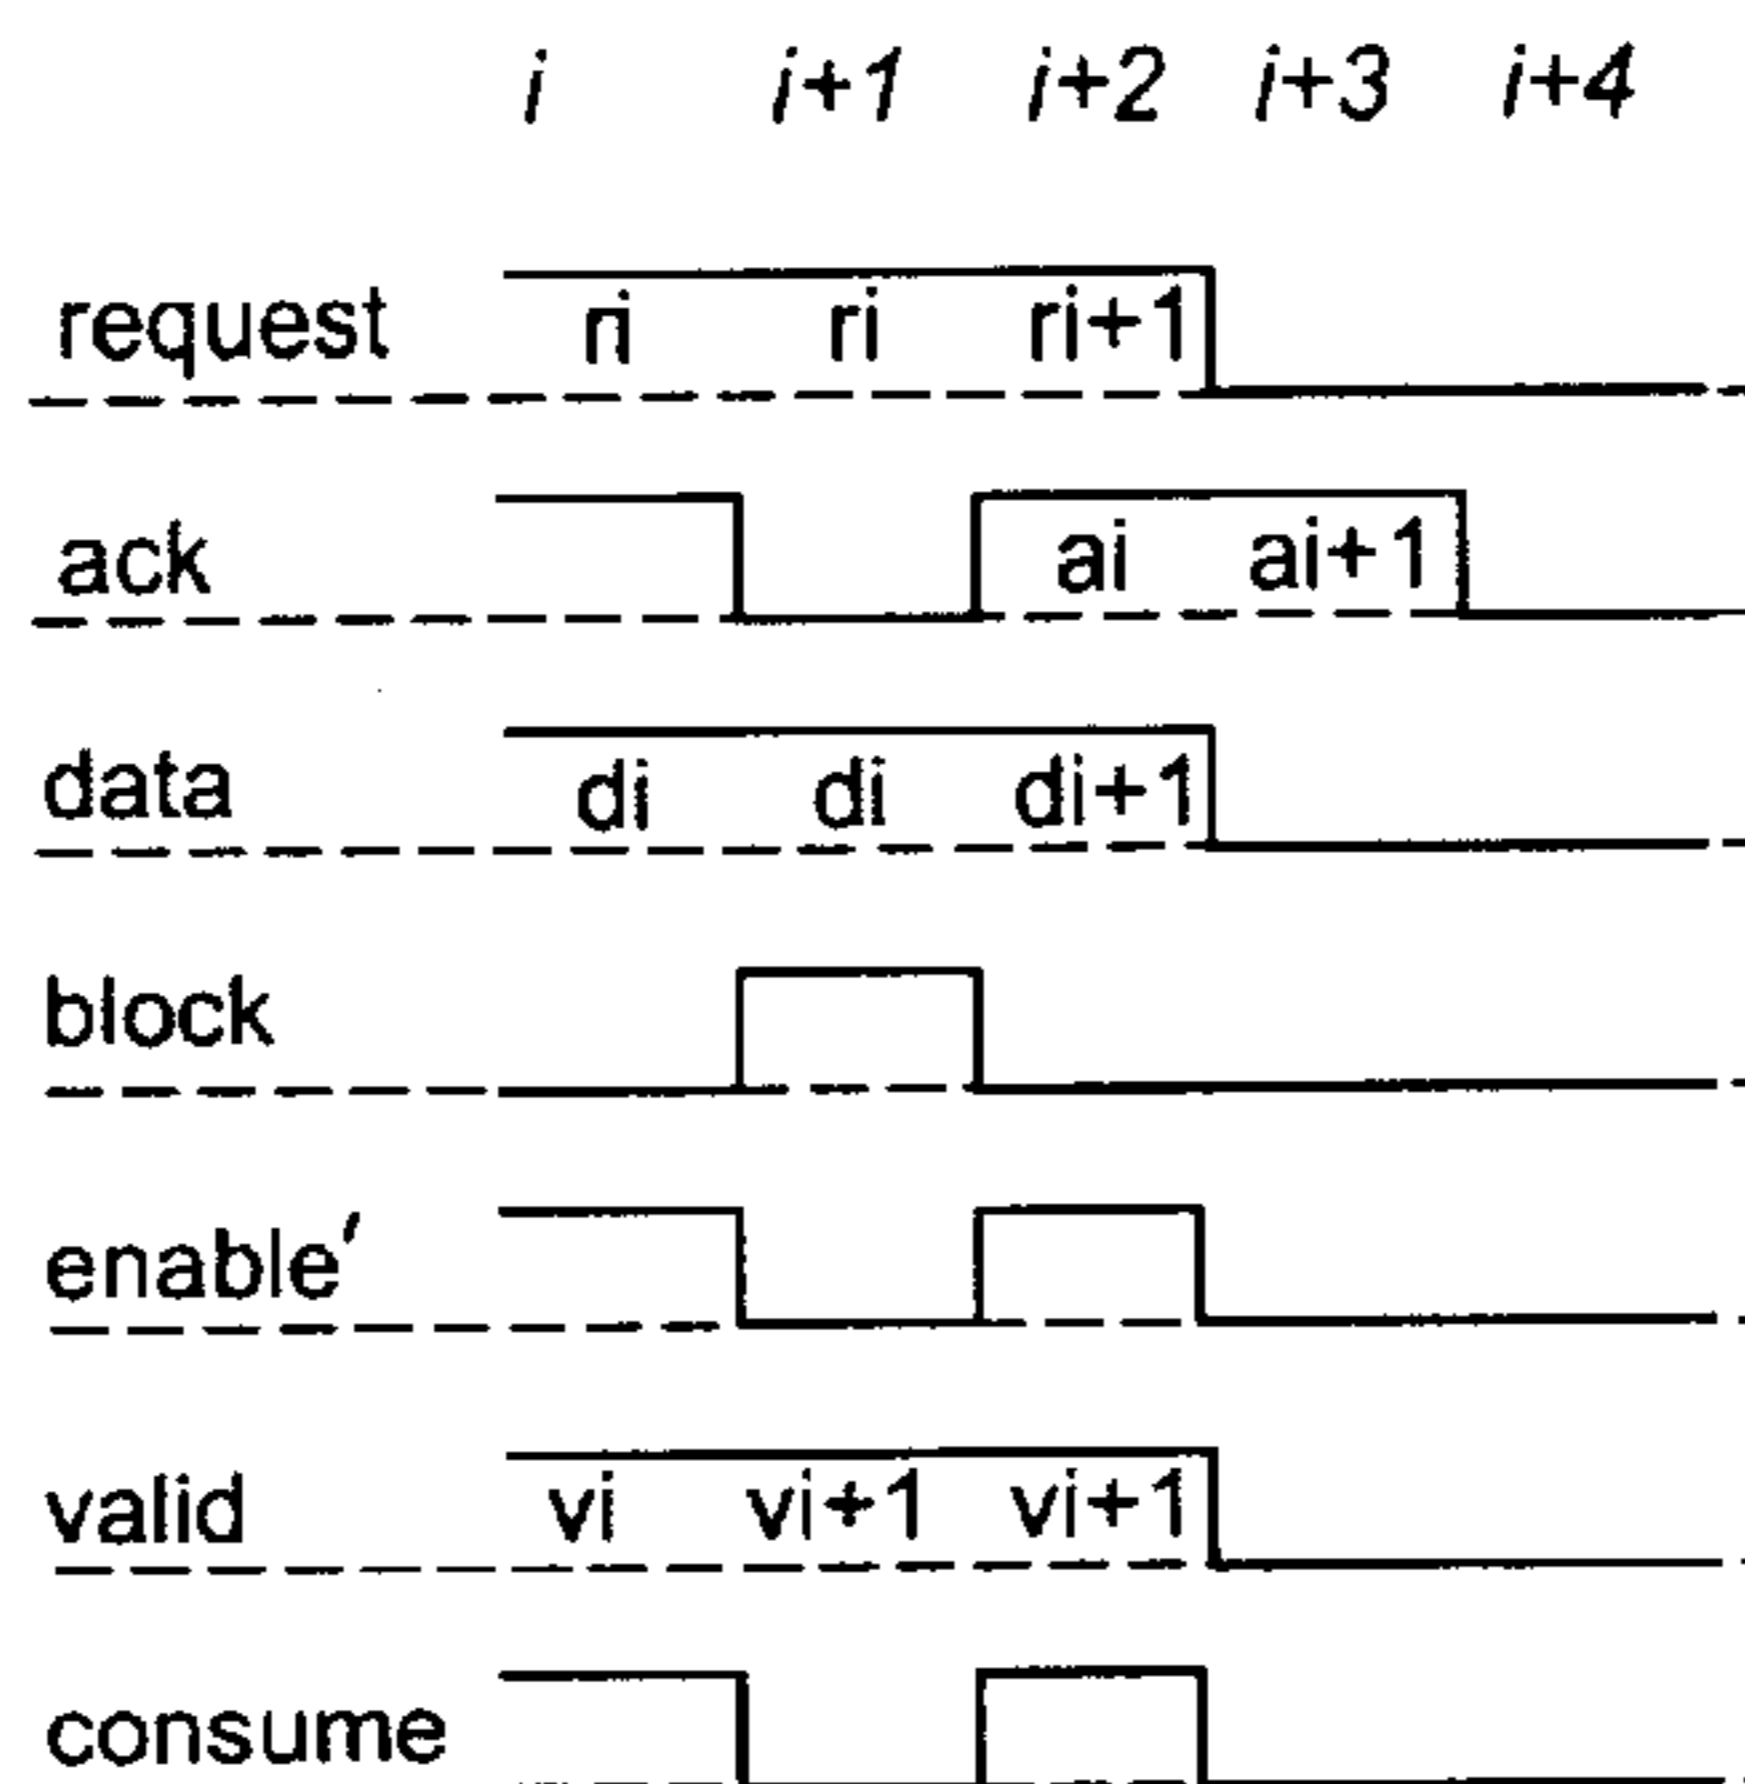 i i+1 i+2 i+3 i+4
request ri ri ri+1
ack ai ai+1
data di di di+1
block
enable′
valid vi vi+1 vi+1
consume